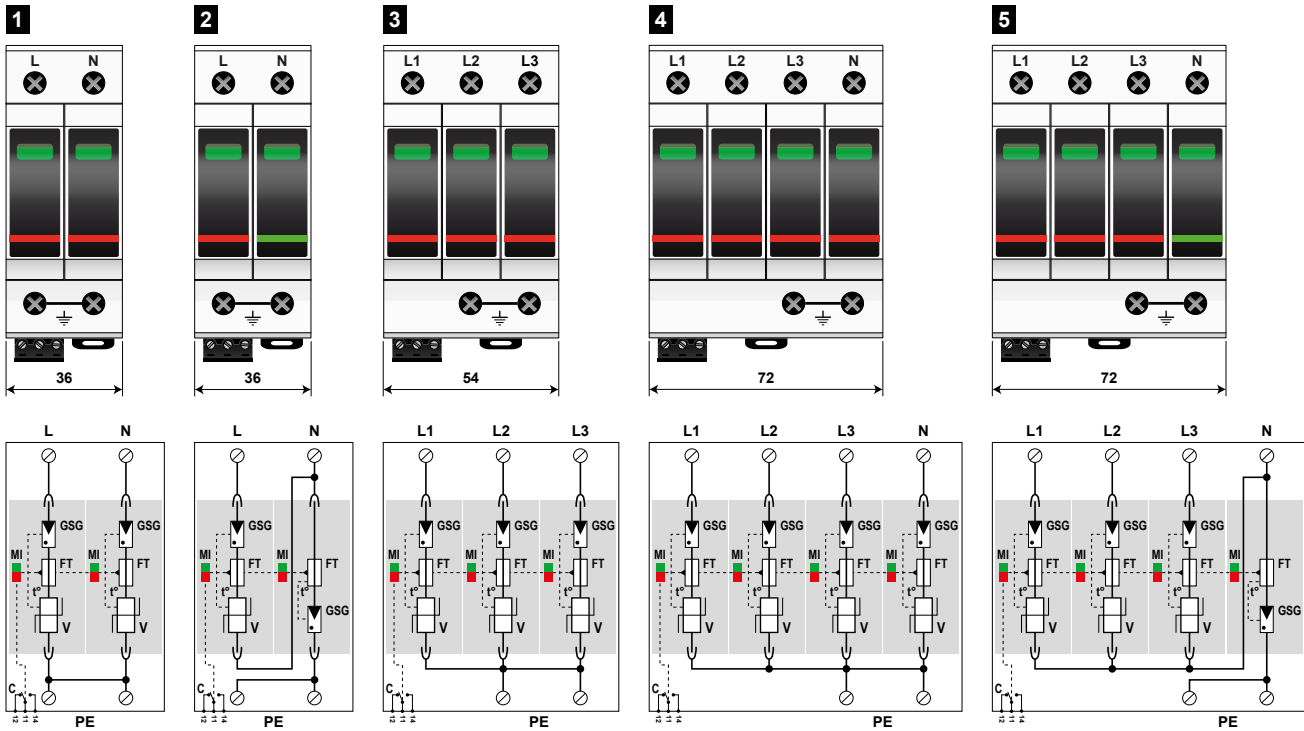 1 2 3 4 5
L N L N L1 L2 L3 L1 L2 L3 N L1 L2 L3 N
36 36 54 72 72
L N L N L1 L2 L3 L1 L2 L3 N L1 L2 L3 N
GSG GSG GSG GSG GSG GSG GSG GSG GSG GSG GSG GSG GSG
MI MI MI MI MI MI MI MI MI MI MI MI MI MI MI
FT FT FT FT FT FT FT FT FT FT FT FT FT FT FT
t° t° t° t° t° t° t° t° t° t° t° t° t° t° t°
GSG GSG
V V V V V V V V V V V V V
C C C C C
12 11 14 12 11 14 12 11 14 12 11 14 12 11 14
PE PE PE PE PE